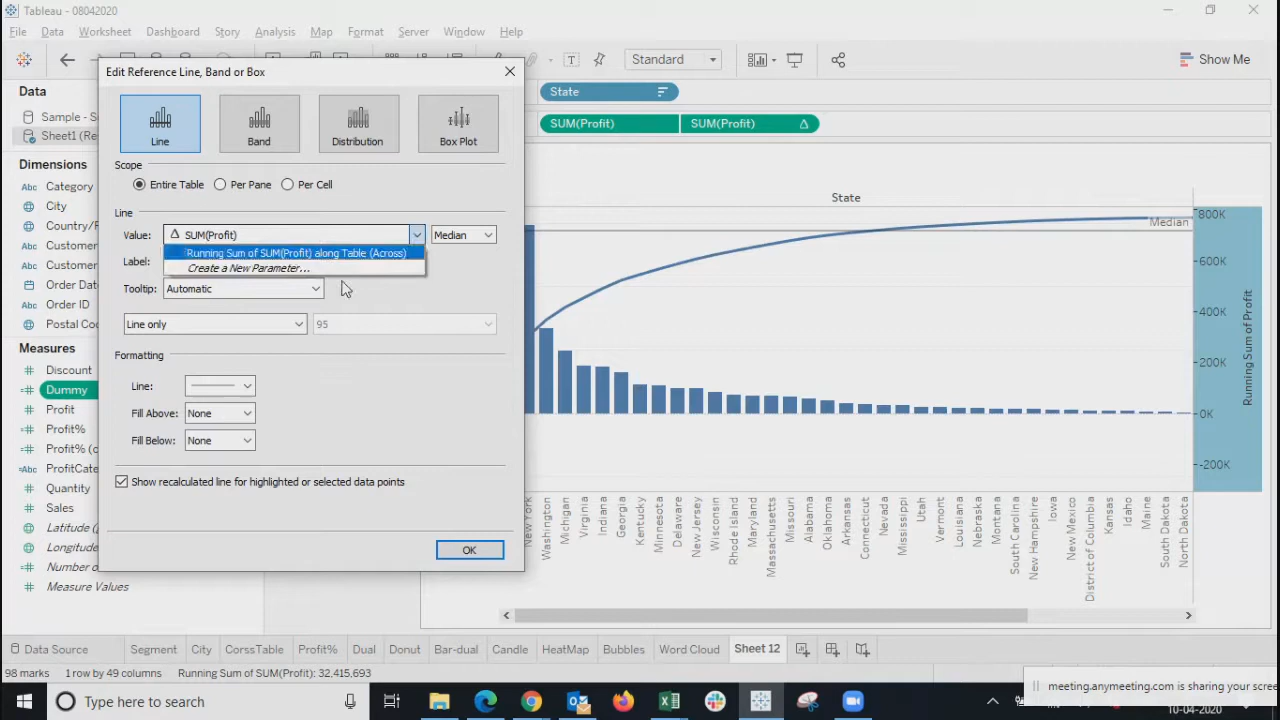 Tableau - 08042020
File Data Worksheet Dashboard Story Analysis Map Format Server Window Help
Standard
Show Me
Edit Reference Line, Band or Box
Line
Band
Distribution
Box Plot
Scope
Entire Table Per Pane Per Cell
Line
Value: SUM(Profit) Median
Running Sum of SUM(Profit) along Table (Across)
Create a New Parameter...
Label:
Tooltip: Automatic
Line only 95
Formatting
Line:
Fill Above: None
Fill Below: None
Show recalculated line for highlighted or selected data points
OK
Data
Sample - S
Sheet1 (Re
Dimensions
Abc Category
City
Country/
Abc Customer
Abc Customer
Order Dat
Abc Order ID
Postal Co
Measures
Discount
Dummy
Profit
Profit%
Profit% (c
Abc ProfitCate
Quantity
Sales
Latitude (
Longitude
Number o
Measure Values
State
SUM(Profit) SUM(Profit)
State
Median
800K
600K
400K
200K
0K
-200K
Running Sum of Profit
New York
Washington
Michigan
Virginia
Indiana
Georgia
Kentucky
Minnesota
Delaware
New Jersey
Wisconsin
Rhode Island
Maryland
Massachusetts
Missouri
Alabama
Oklahoma
Arkansas
Connecticut
Nevada
Mississippi
Utah
Vermont
Louisiana
Nebraska
Montana
South Carolina
New Hampshire
Iowa
New Mexico
District of Columbia
Kansas
Idaho
Maine
South Dakota
North Dakota
Data Source Segment City CorssTable Profit% Dual Donut Bar-dual Candle HeatMap Bubbles Word Cloud Sheet 12
98 marks 1 row by 49 columns Running Sum of SUM(Profit): 32,415,693
meeting.anymeeting.com is sharing your scree
Type here to search
10-04-2020